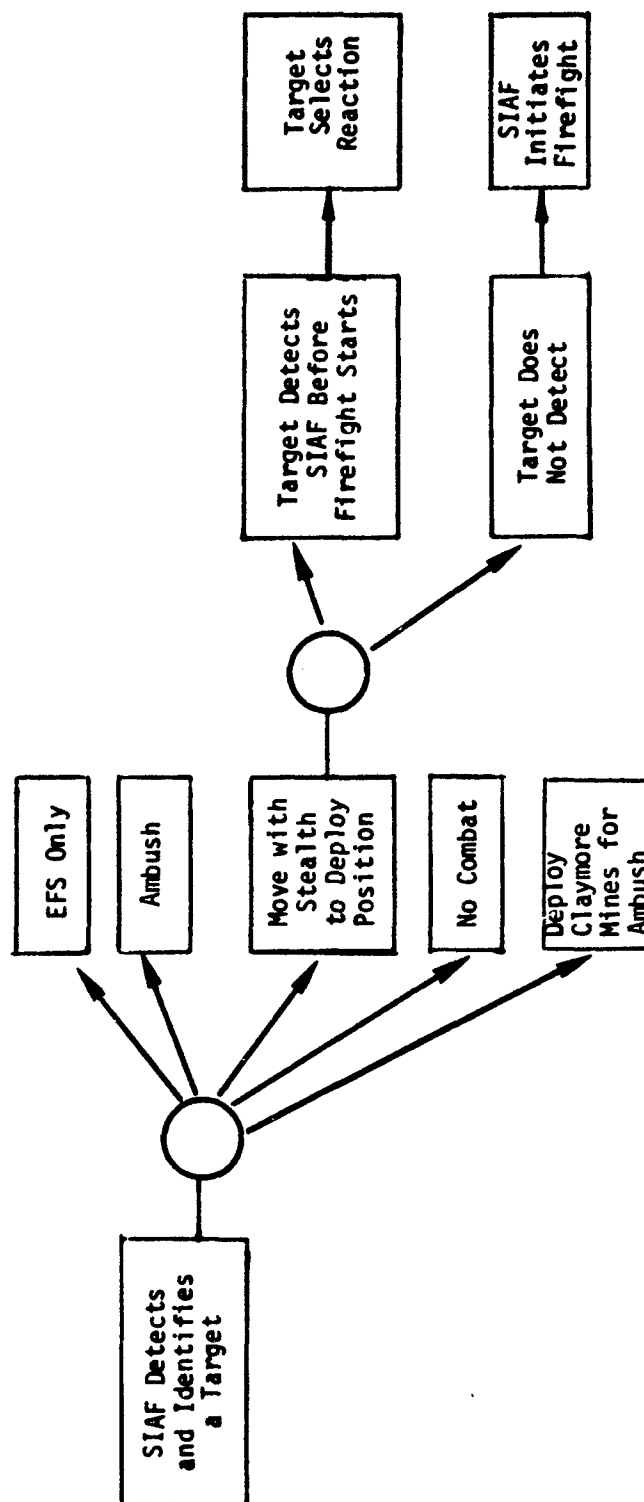 SIAF Detects
and Identifies
a Target
EFS Only
Ambush
Move with
Stealth
to Deploy
Position
No Combat
Deploy
Claymore
Mines for
Ambush
Target Detects
SIAF Before
Firefight Starts
Target Does
Not Detect
Target
Selects
Reaction
SIAF
Initiates
Firefight